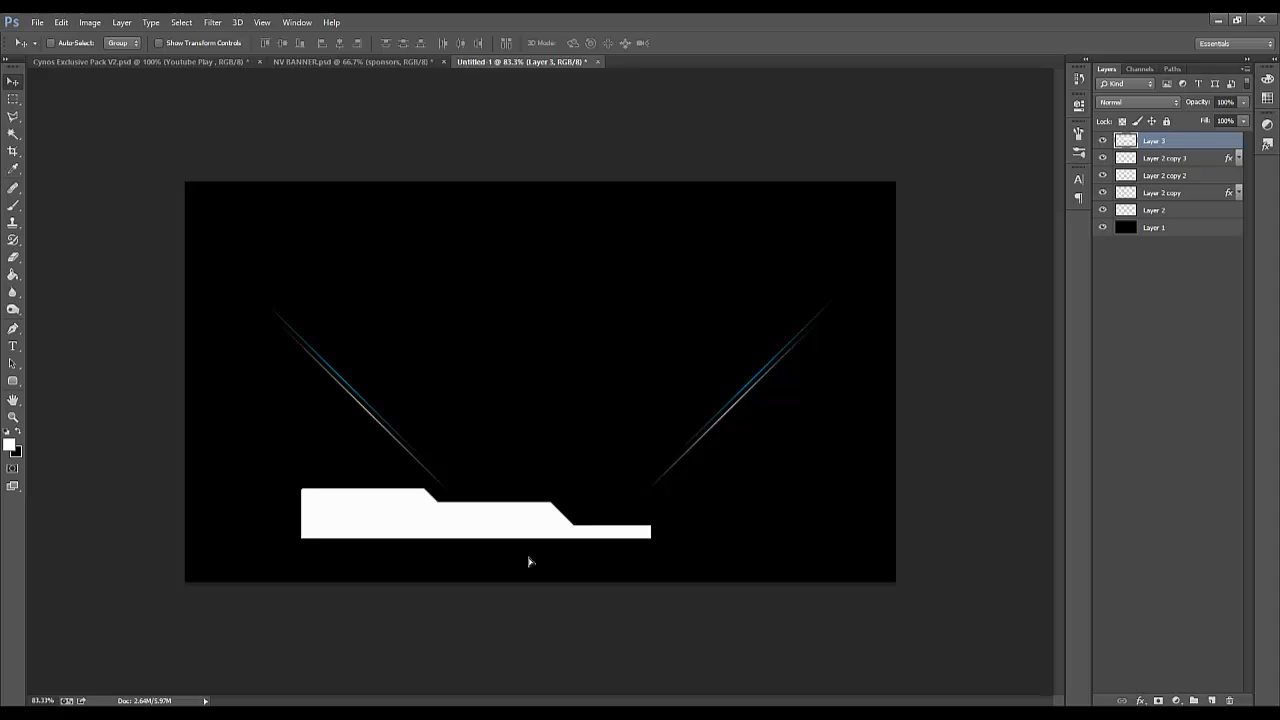 Ps File Edit Image Layer Type Select Filter 3D View Window Help
Auto-Select: Group Show Transform Controls 3D Mode: Essentials
Cynos Exclusive Pack V2.psd @ 100% (Youtube Play , RGB/8) * × NV BANNER.psd @ 66.7% (sponsors, RGB/8) * × Untitled-1 @ 83.3% (Layer 3, RGB/8) * ×
Layers Channels Paths
Kind
Normal Opacity: 100%
Lock: Fill: 100%
Layer 3
Layer 2 copy 3 fx
Layer 2 copy 2
Layer 2 copy fx
Layer 2
Layer 1
83.33% Doc: 2.64M/5.97M